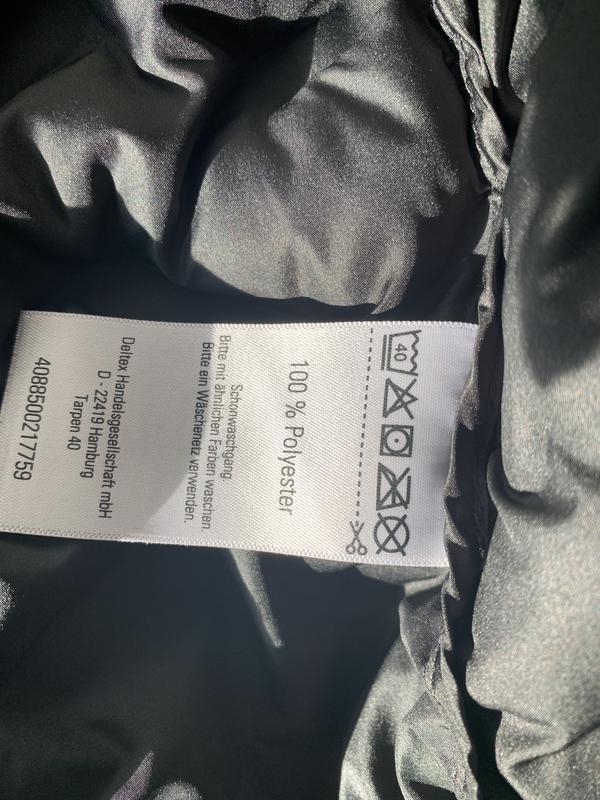 40
100 % Polyester
Schonwaschgang
Bitte mit ähnlichen Farben waschen.
Bitte ein Wäschenetz verwenden.
Deltex Handelsgesellschaft mbH
D - 22419 Hamburg
Tarpen 40
4088500217759